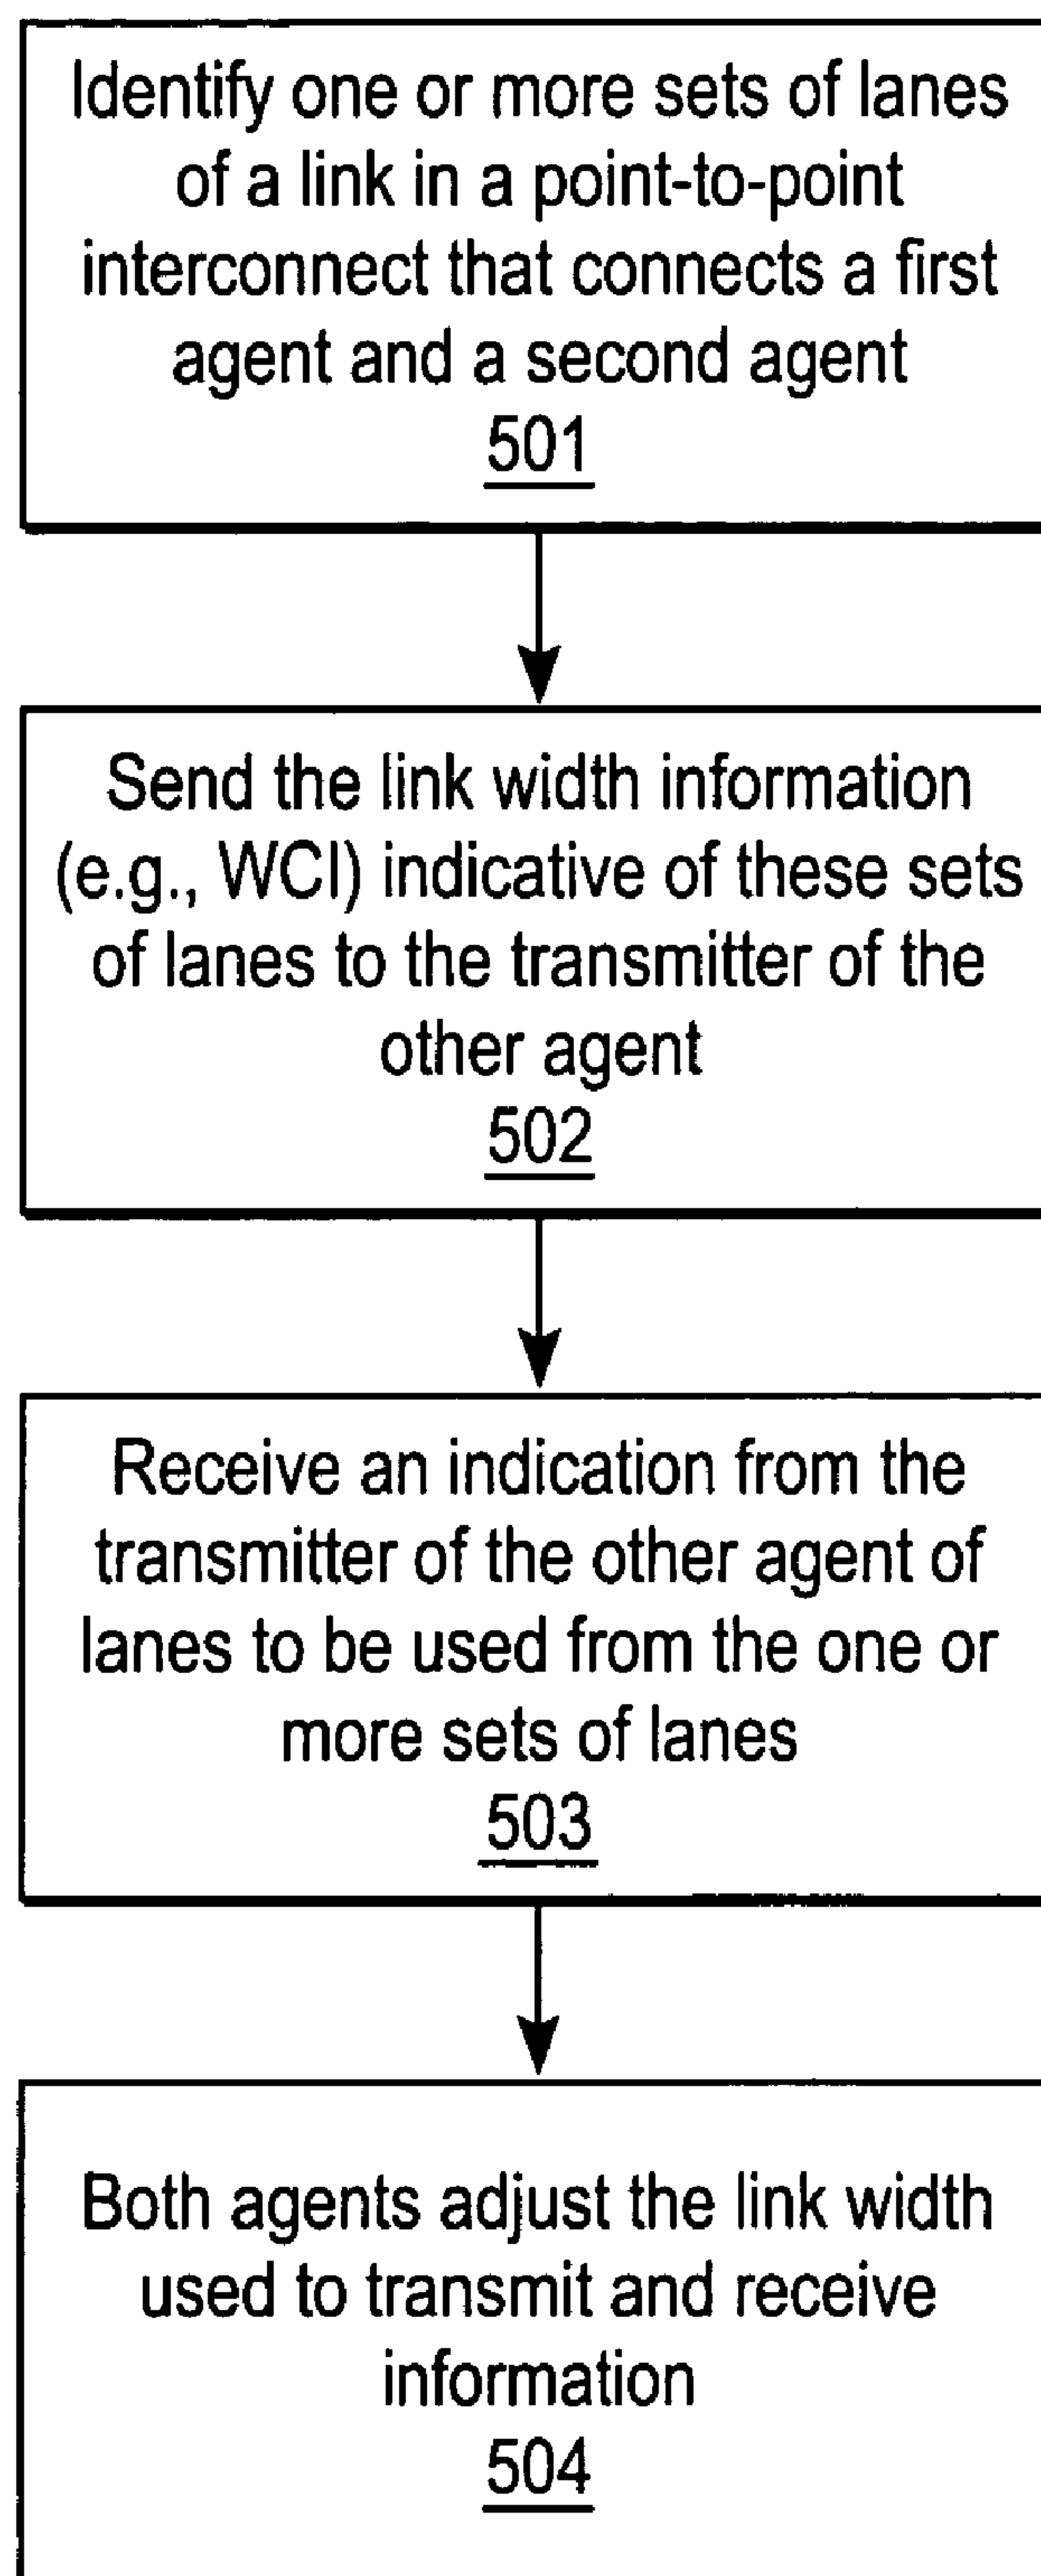 Identify one or more sets of lanes
of a link in a point-to-point
interconnect that connects a first
agent and a second agent
501
Send the link width information
(e.g., WCI) indicative of these sets
of lanes to the transmitter of the
other agent
502
Receive an indication from the
transmitter of the other agent of
lanes to be used from the one or
more sets of lanes
503
Both agents adjust the link width
used to transmit and receive
information
504